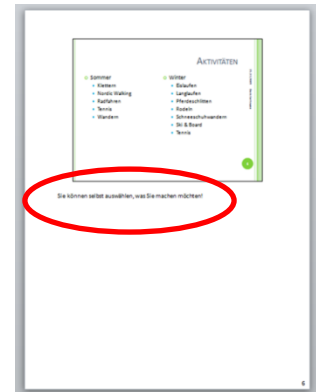 AKTIVITÄTEN
Sommer
Klettern
Nordic Walking
Radfahren
Tennis
Wandern
Winter
Eislaufen
Langlaufen
Pferdeschlitten
Rodeln
Schneeschuhwandern
Ski & Board
Tennis
Sie können selbst auswählen, was Sie machen möchten!
6